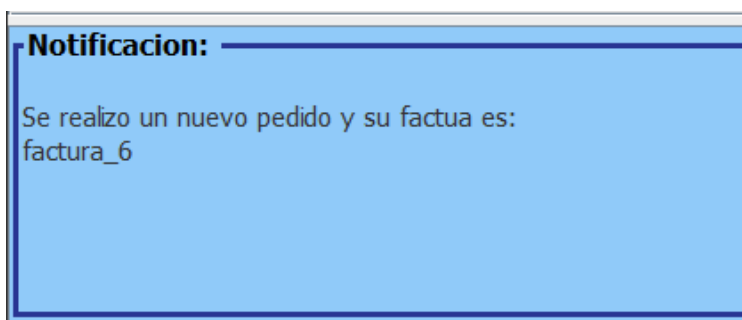 Notificacion:
Se realizo un nuevo pedido y su factua es:
factura_6